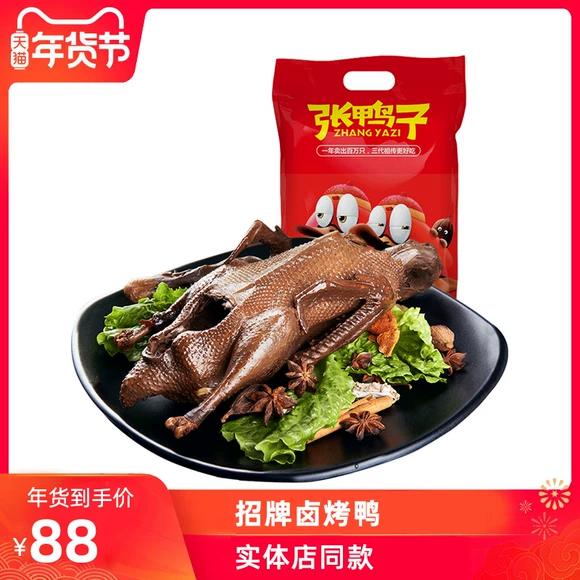 天猫 年货节
张鸭子
ZHANG YAZI
一年卖出百万只，三代祖传更好吃
年货到手价
¥88
招牌卤烤鸭
实体店同款